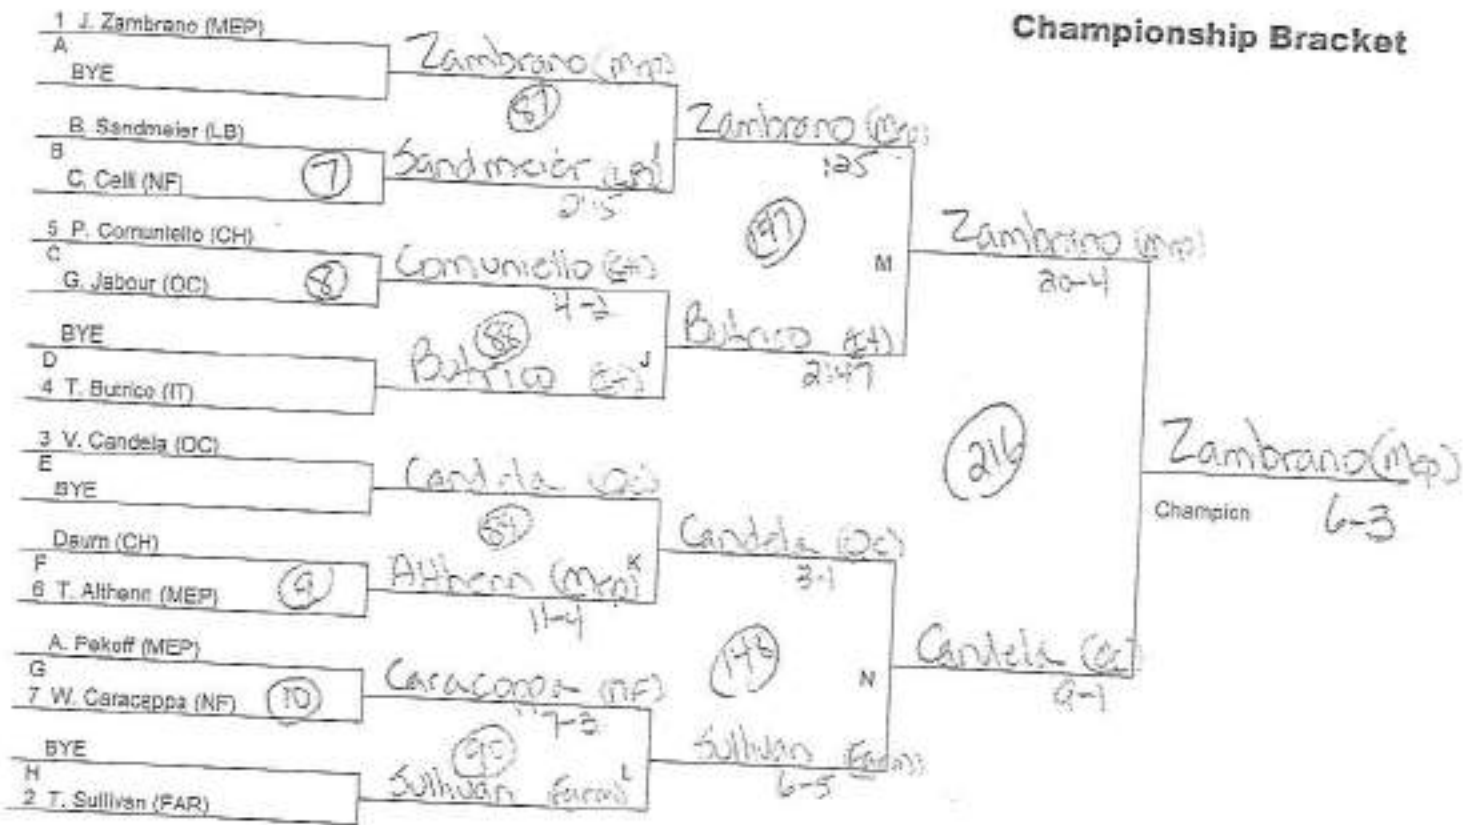 Championship Bracket
1 J. Zambrano (MEP)
A
BYE
Zambrano (Mep)
87
B. Sandmeier (LB)
B
C. Celli (NF)
7
Sandmeier (LB)
I
2:15
Zambrano (Mep)
:25
5 P. Comuniello (CH)
C
G. Jabour (OC)
8
Comuniello (CH)
4-2
147
M
BYE
D
4 T. Butrico (IT)
88
Butrico
J
Butrico
2:47
Zambrano (Mep)
20-4
3 V. Candela (OC)
E
BYE
Candela (OC)
89
Daum (CH)
F
6 T. Althenn (MEP)
9
Althenn (Mep)
K
11-4
Candela (OC)
3-1
216
Zambrano (Mep)
Champion
6-3
A. Pekoff (MEP)
G
7 W. Caracappa (NF)
10
Caracappa (NF)
7-3
148
N
BYE
H
2 T. Sullivan (FAR)
90
Sullivan (Farm)
L
Sullivan (Farm)
6-5
Candela (OC)
9-1